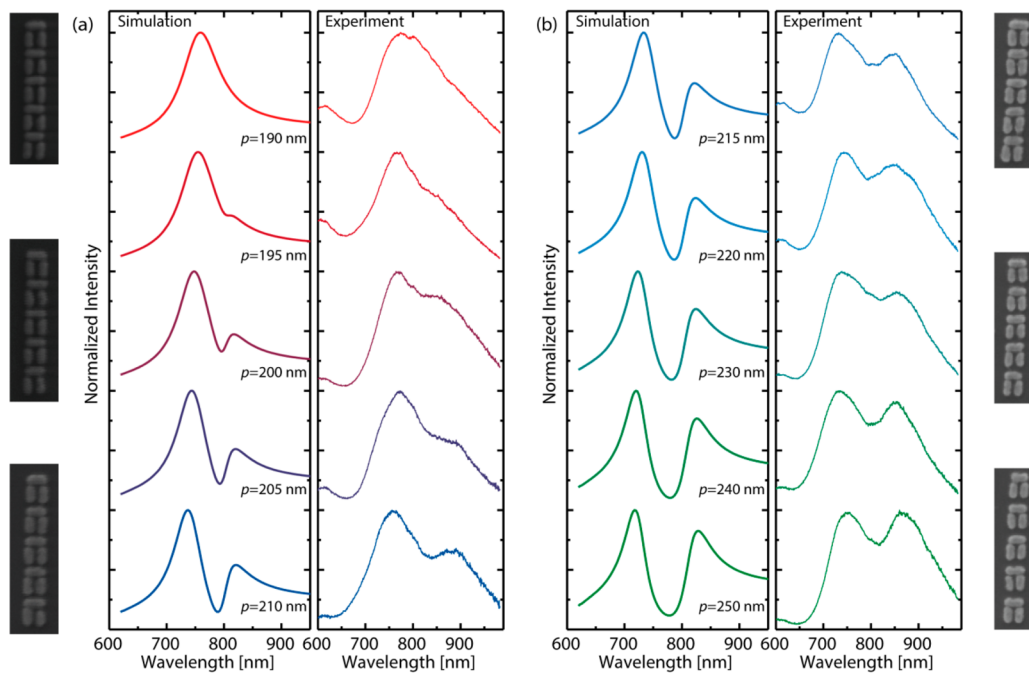 (a)
Simulation
Experiment
p=190 nm
p=195 nm
p=200 nm
p=205 nm
p=210 nm
Normalized Intensity
600 700 800 900
700 800 900
Wavelength [nm]
Wavelength [nm]
(b)
Simulation
Experiment
p=215 nm
p=220 nm
p=230 nm
p=240 nm
p=250 nm
Normalized Intensity
600 700 800 900
700 800 900
Wavelength [nm]
Wavelength [nm]